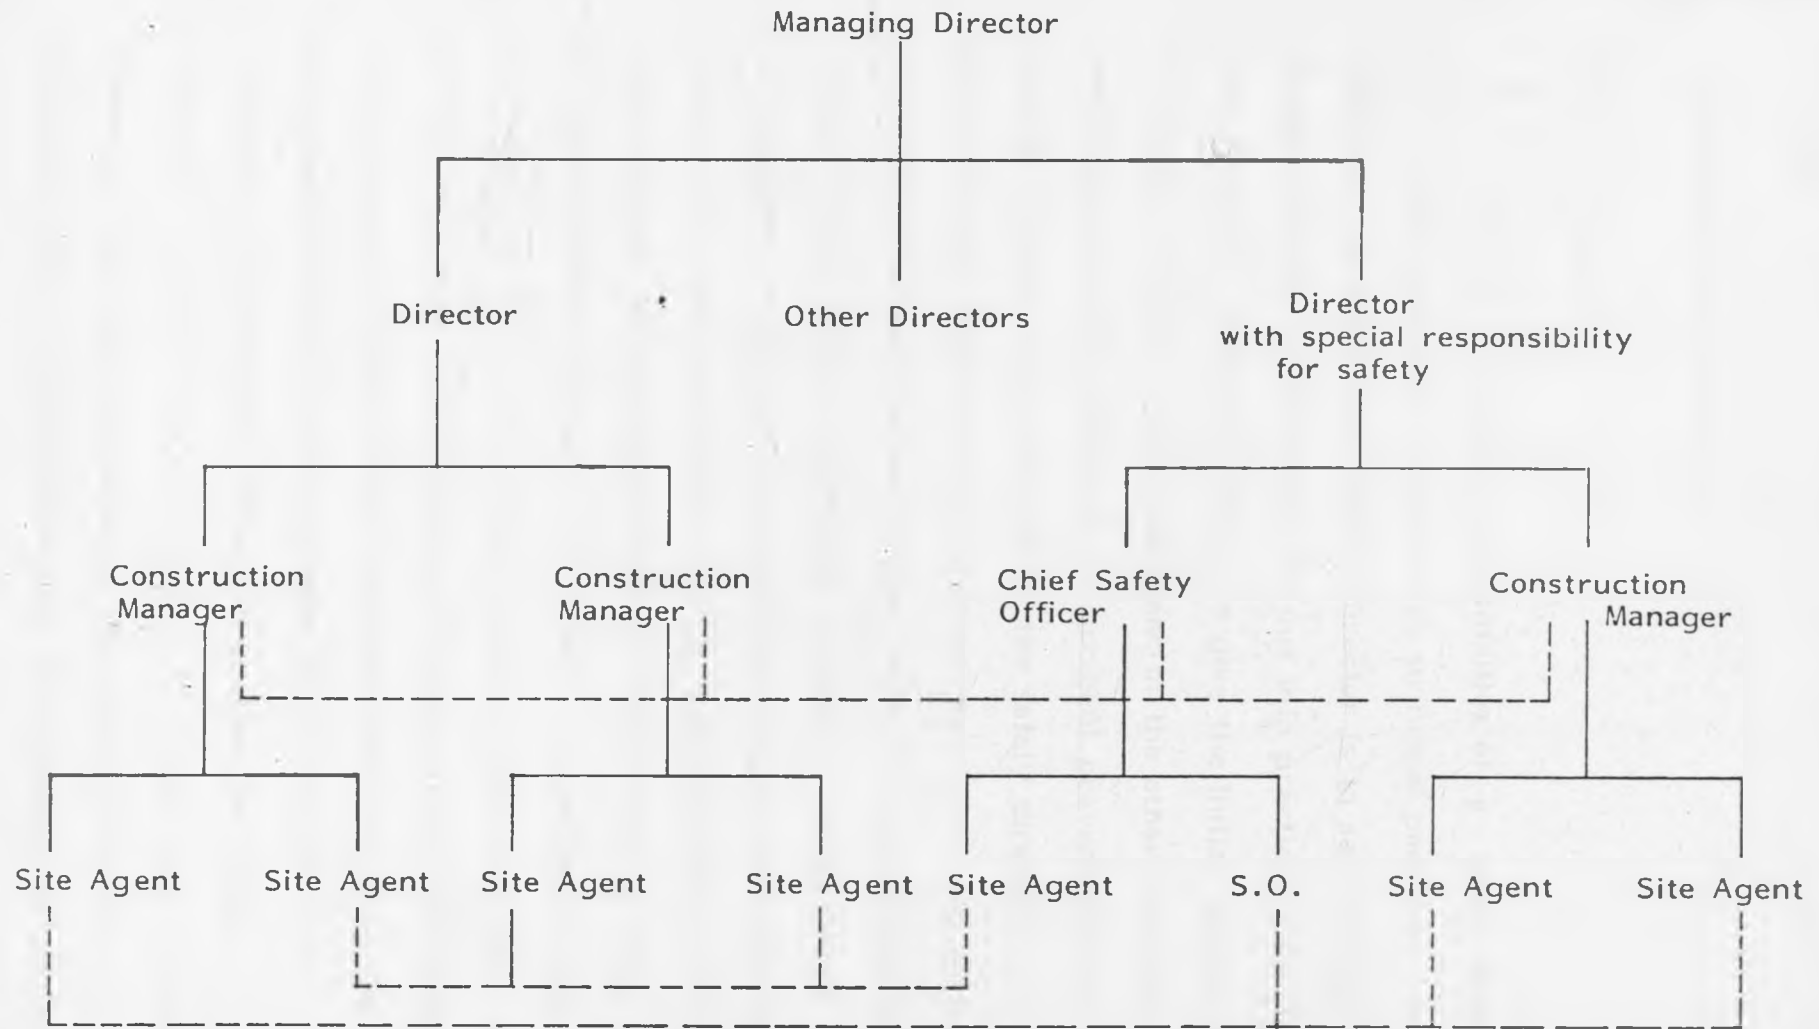 Managing Director
Director
Other Directors
Director
with special responsibility
for safety
Construction
Manager
Construction
Manager
Chief Safety
Officer
Construction
Manager
Site Agent
Site Agent
Site Agent
Site Agent
Site Agent
S.O.
Site Agent
Site Agent